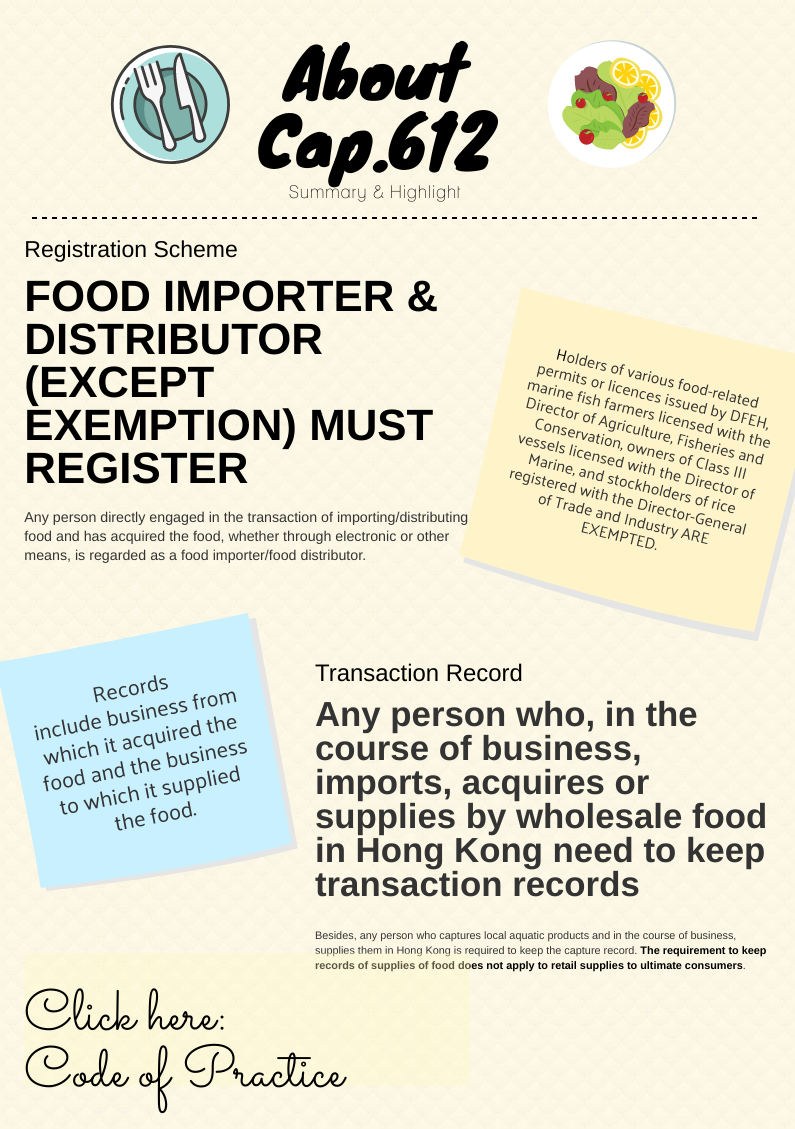 About
Cap.612
Summary & Highlight
Registration Scheme
FOOD IMPORTER &
DISTRIBUTOR
(EXCEPT
EXEMPTION) MUST
REGISTER
Any person directly engaged in the transaction of importing/distributing
food and has acquired the food, whether through electronic or other
means, is regarded as a food importer/food distributor.
Holders of various food-related
permits or licences issued by DFEH,
marine fish farmers licensed with the
Director of Agriculture, Fisheries and
Conservation, owners of Class III
vessels licensed with the Director of
Marine, and stockholders of rice
registered with the Director-General
of Trade and Industry ARE
EXEMPTED.
Records
include business from
which it acquired the
food and the business
to which it supplied
the food.
Transaction Record
Any person who, in the
course of business,
imports, acquires or
supplies by wholesale food
in Hong Kong need to keep
transaction records
Besides, any person who captures local aquatic products and in the course of business,
supplies them in Hong Kong is required to keep the capture record. The requirement to keep
records of supplies of food does not apply to retail supplies to ultimate consumers.
Click here:
Code of Practice